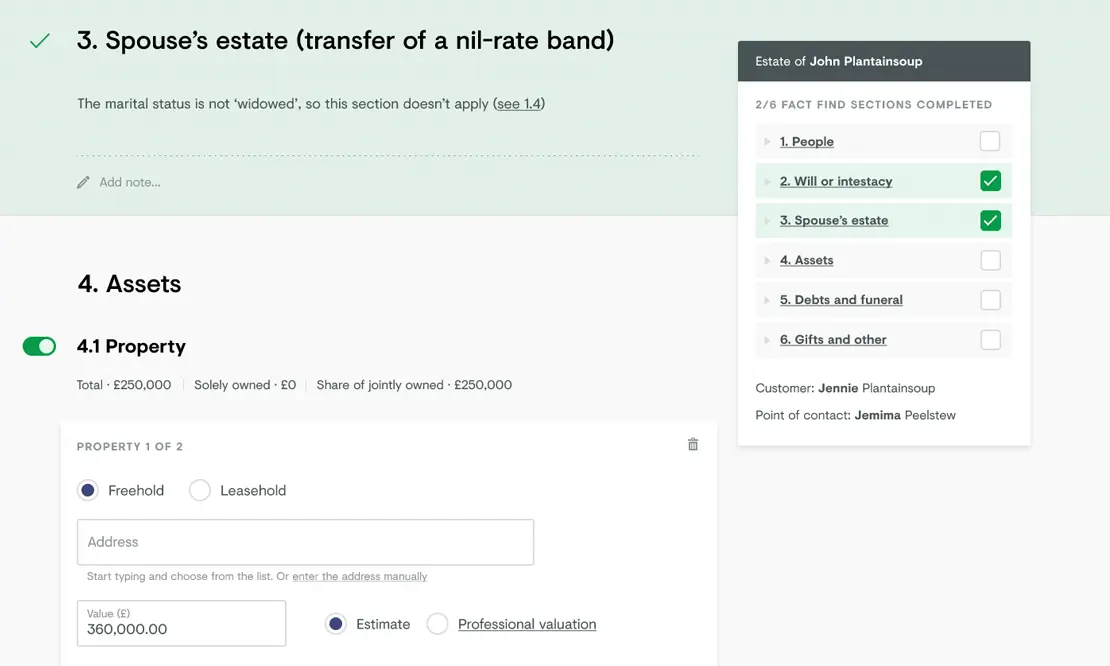 3. Spouse’s estate (transfer of a nil-rate band)
The marital status is not ‘widowed’, so this section doesn’t apply (see 1.4)
Add note...
4. Assets
4.1 Property
Total · £250,000 Solely owned · £0 Share of jointly owned · £250,000
PROPERTY 1 OF 2
Freehold Leasehold
Address
Start typing and choose from the list. Or enter the address manually
Value (£)
360,000.00
Estimate Professional valuation
Estate of John Plantainsoup
2/6 FACT FIND SECTIONS COMPLETED
1. People
2. Will or intestacy
3. Spouse’s estate
4. Assets
5. Debts and funeral
6. Gifts and other
Customer: Jennie Plantainsoup
Point of contact: Jemima Peelstew